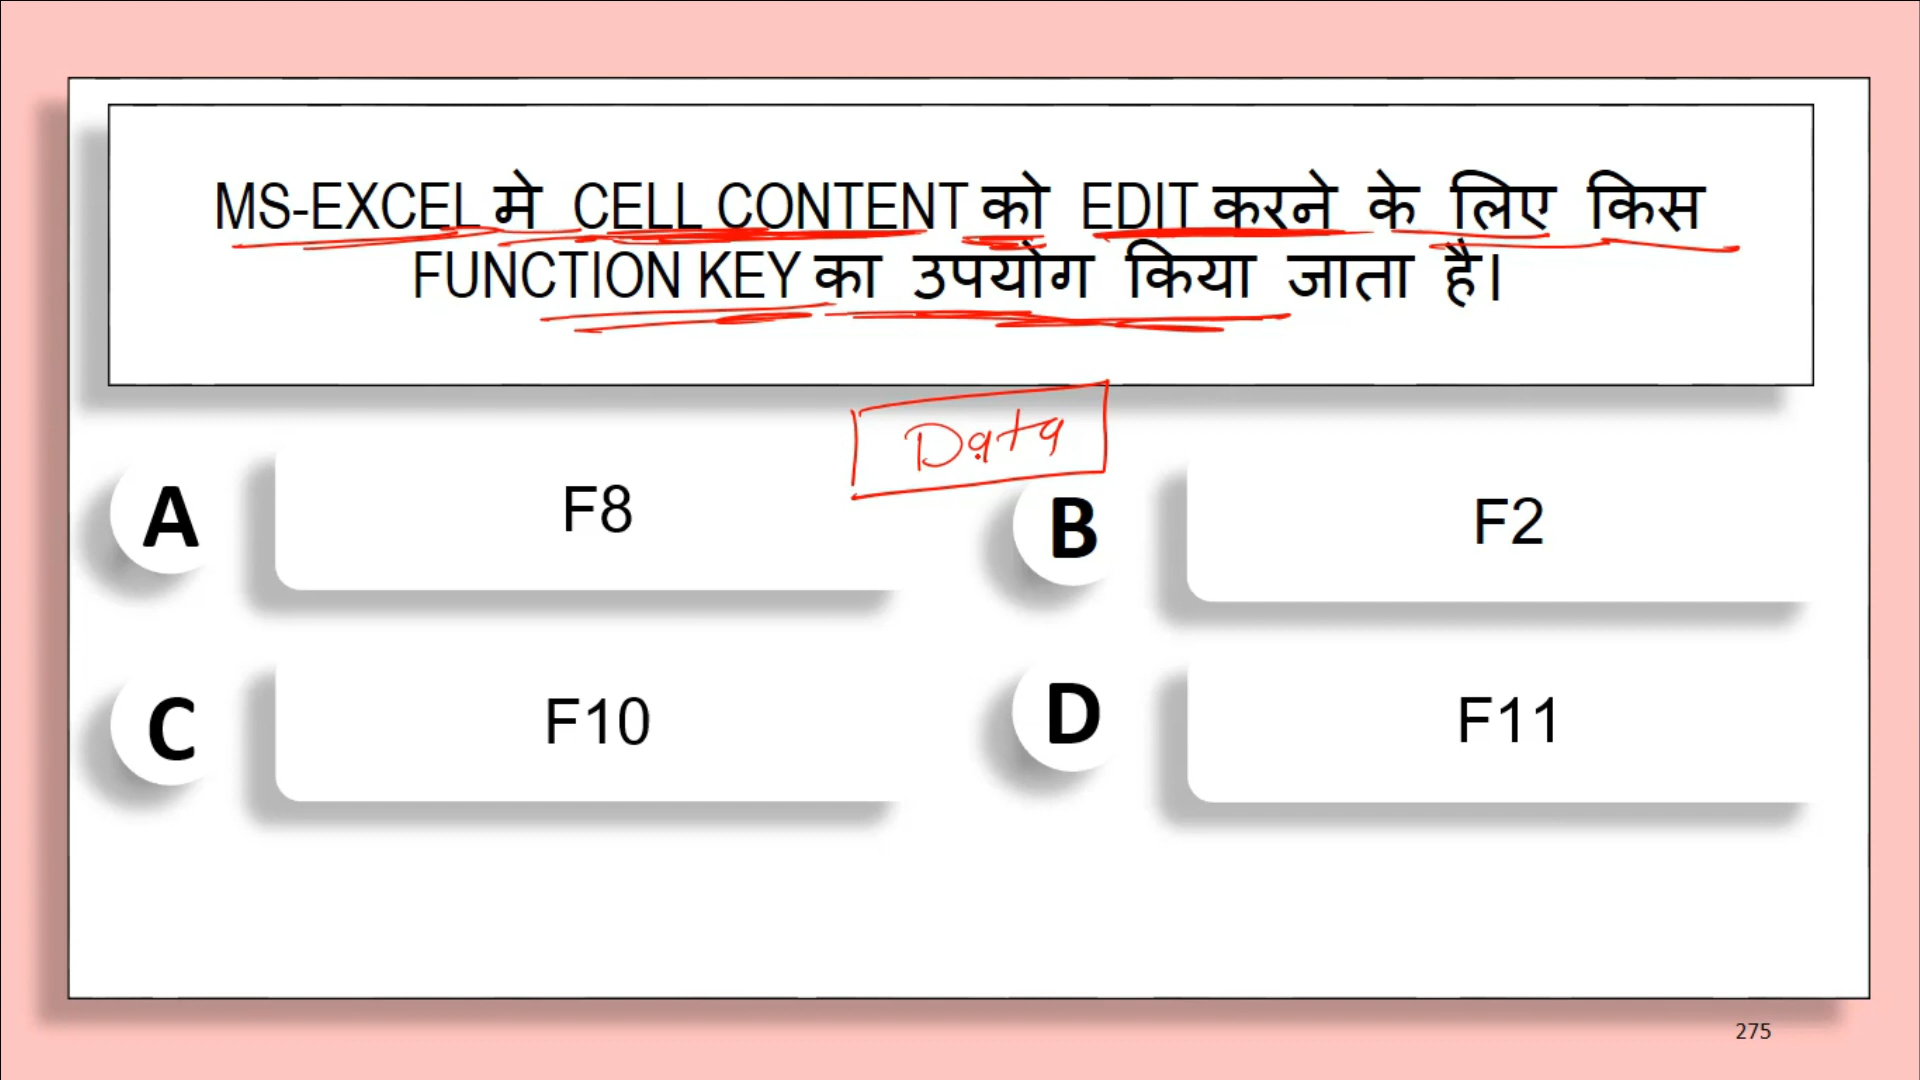 MS-EXCEL मे CELL CONTENT को EDIT करने के लिए किस
FUNCTION KEY का उपयोग किया जाता है।
Data
A F8
B F2
C F10
D F11
275